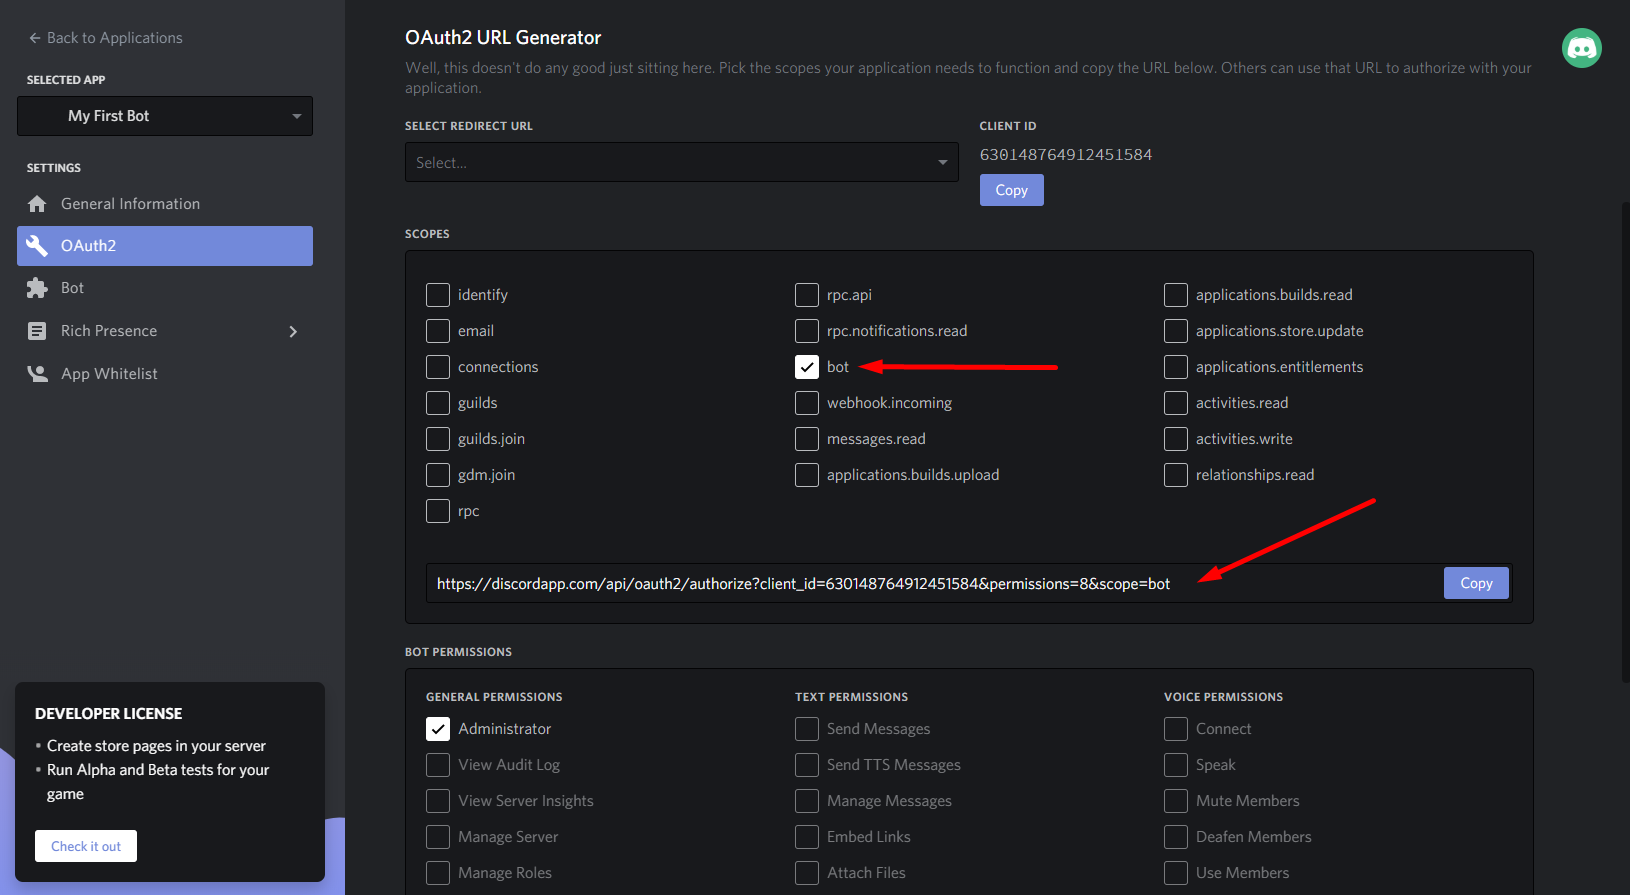 Back to Applications
SELECTED APP
My First Bot
SETTINGS
General Information
OAuth2
Bot
Rich Presence
App Whitelist
DEVELOPER LICENSE
• Create store pages in your server
• Run Alpha and Beta tests for your
game
Check it out
OAuth2 URL Generator
Well, this doesn't do any good just sitting here. Pick the scopes your application needs to function and copy the URL below. Others can use that URL to authorize with your
application.
SELECT REDIRECT URL
Select...
CLIENT ID
630148764912451584
Copy
SCOPES
identify
email
connections
guilds
guilds.join
gdm.join
rpc
rpc.api
rpc.notifications.read
bot
webhook.incoming
messages.read
applications.builds.upload
applications.builds.read
applications.store.update
applications.entitlements
activities.read
activities.write
relationships.read
https://discordapp.com/api/oauth2/authorize?client_id=630148764912451584&permissions=8&scope=bot
Copy
BOT PERMISSIONS
GENERAL PERMISSIONS
Administrator
View Audit Log
View Server Insights
Manage Server
Manage Roles
TEXT PERMISSIONS
Send Messages
Send TTS Messages
Manage Messages
Embed Links
Attach Files
VOICE PERMISSIONS
Connect
Speak
Mute Members
Deafen Members
Use Members